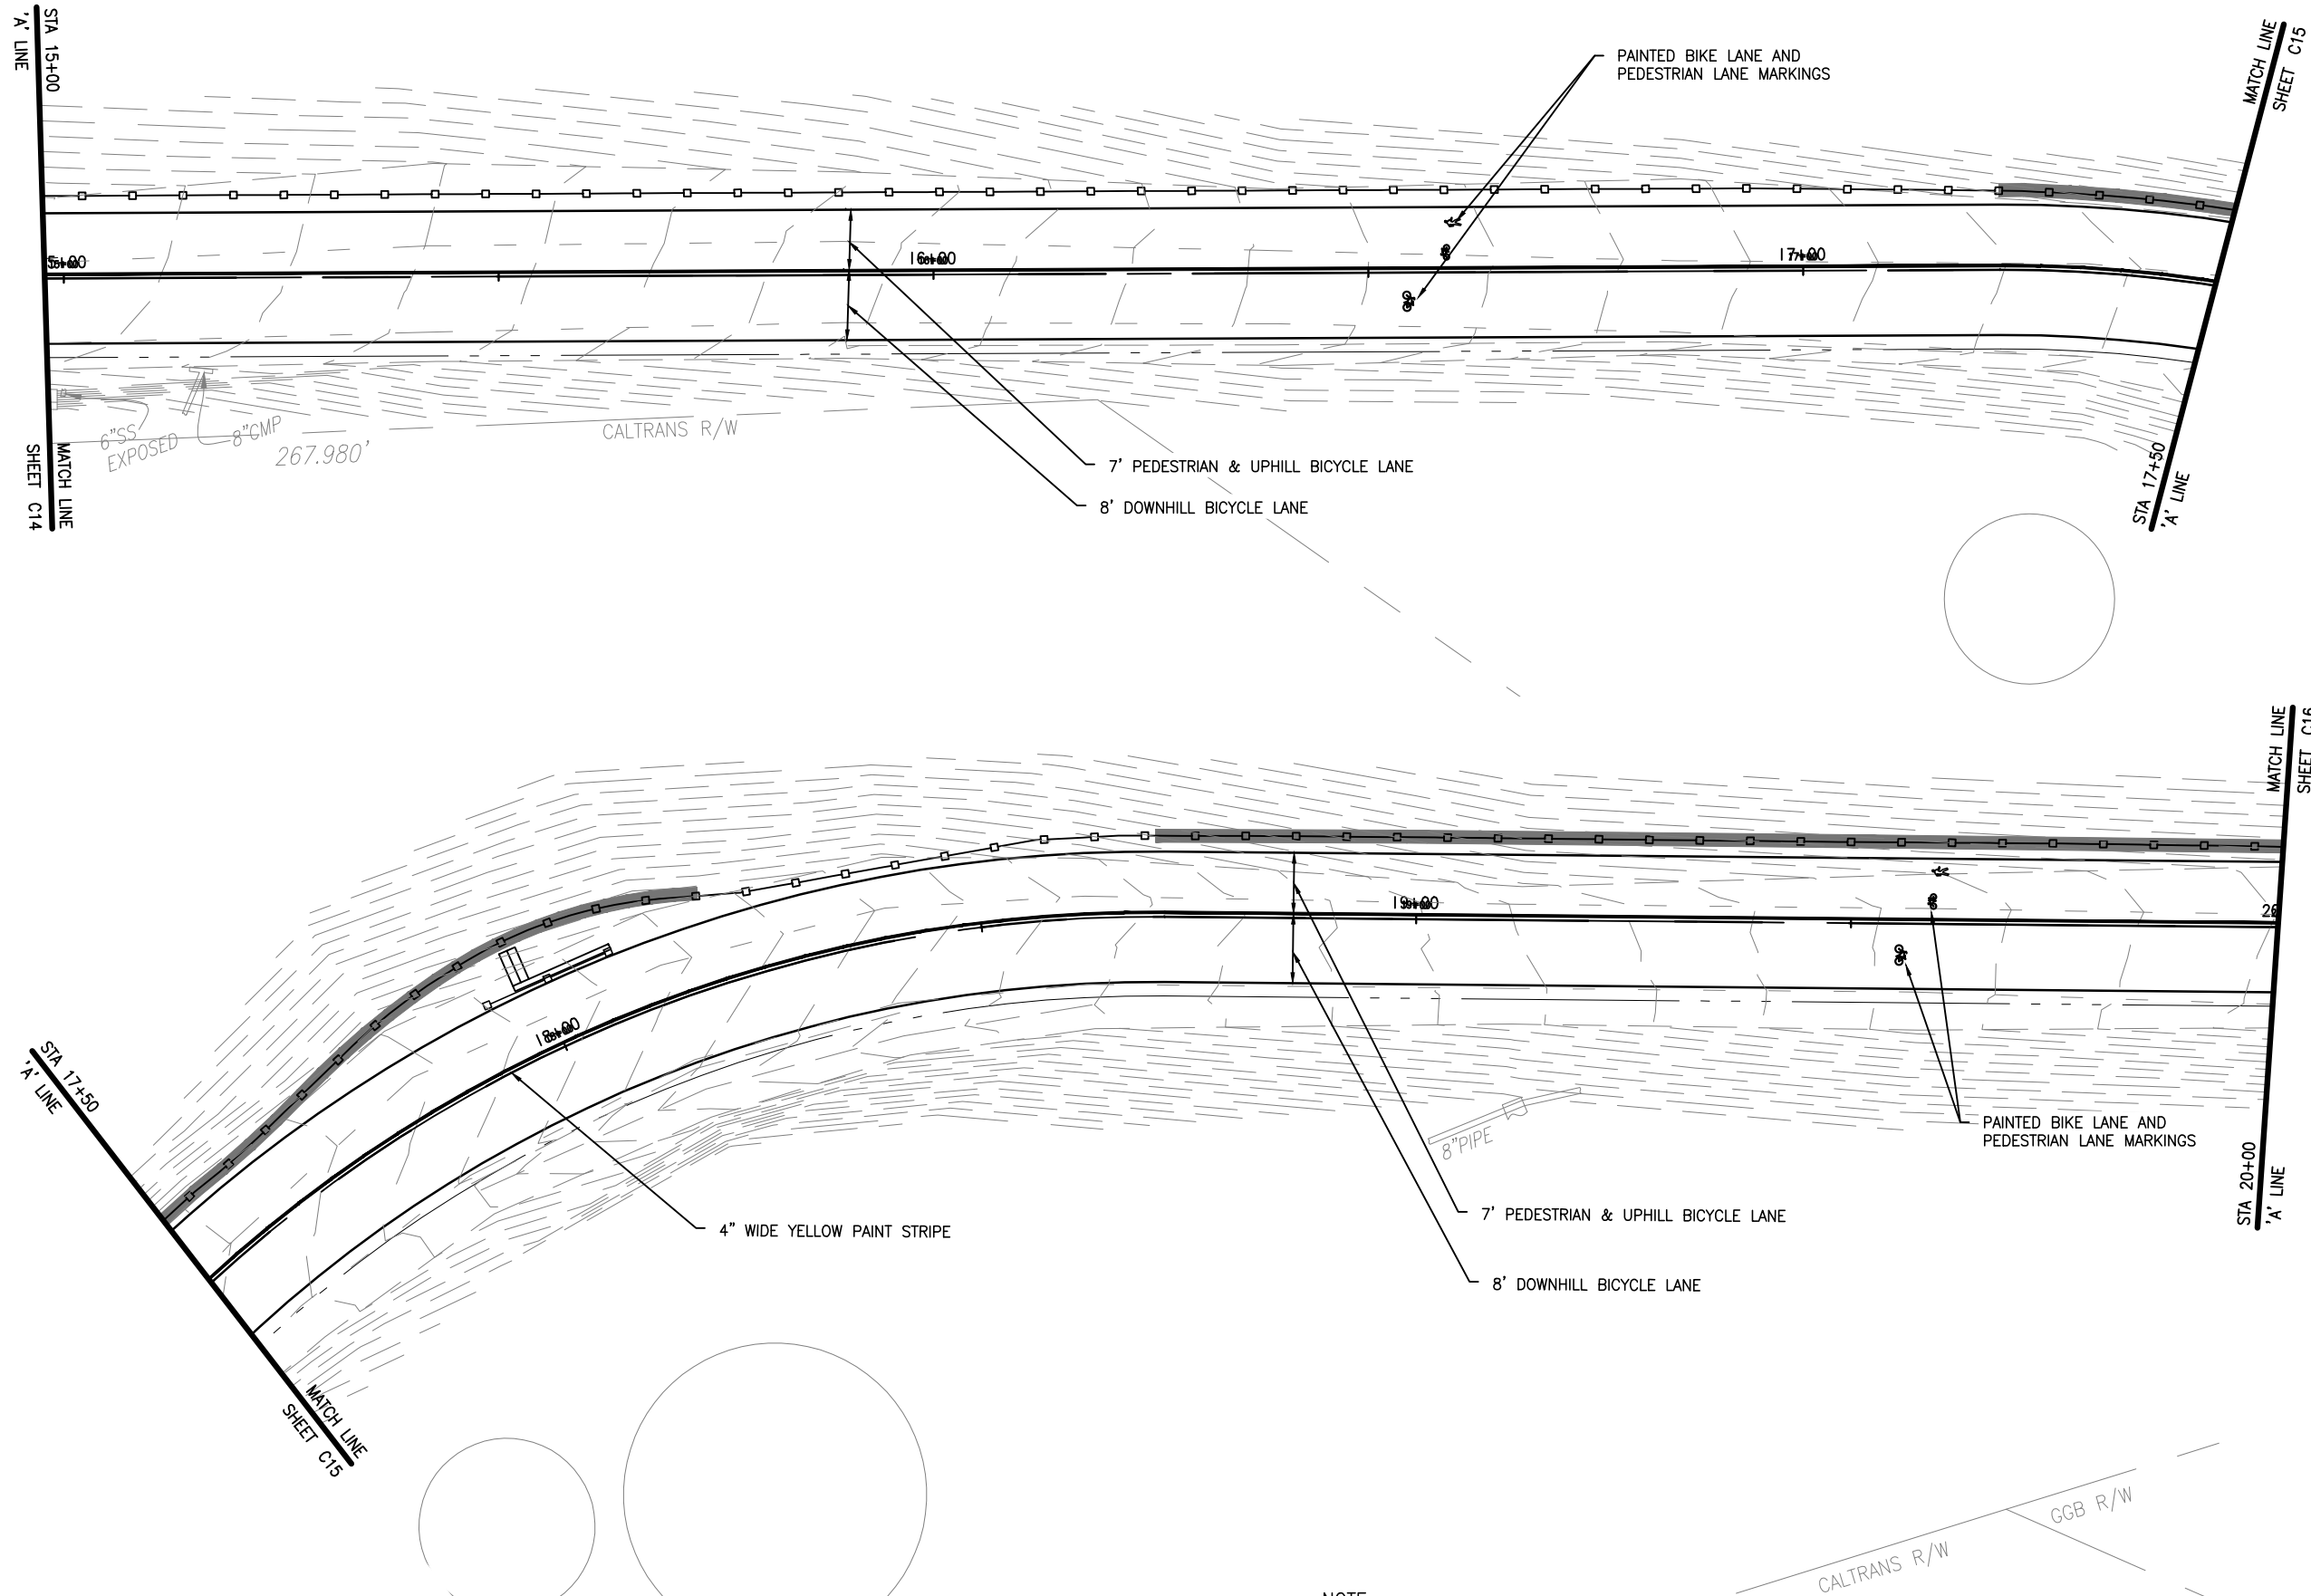 STA 15+00
'A' LINE
MATCH LINE
SHEET C15
PAINTED BIKE LANE AND
PEDESTRIAN LANE MARKINGS
16+00
17+00
6"SS
EXPOSED
8"CMP
267.980'
CALTRANS R/W
7' PEDESTRIAN & UPHILL BICYCLE LANE
8' DOWNHILL BICYCLE LANE
MATCH LINE
SHEET C14
STA 17+50
'A' LINE
MATCH LINE
SHEET C16
19+00
18+00
STA 17+50
'A' LINE
8"PIPE
PAINTED BIKE LANE AND
PEDESTRIAN LANE MARKINGS
4" WIDE YELLOW PAINT STRIPE
7' PEDESTRIAN & UPHILL BICYCLE LANE
8' DOWNHILL BICYCLE LANE
STA 20+00
'A' LINE
MATCH LINE
SHEET C15
GGB R/W
CALTRANS R/W
NOTE